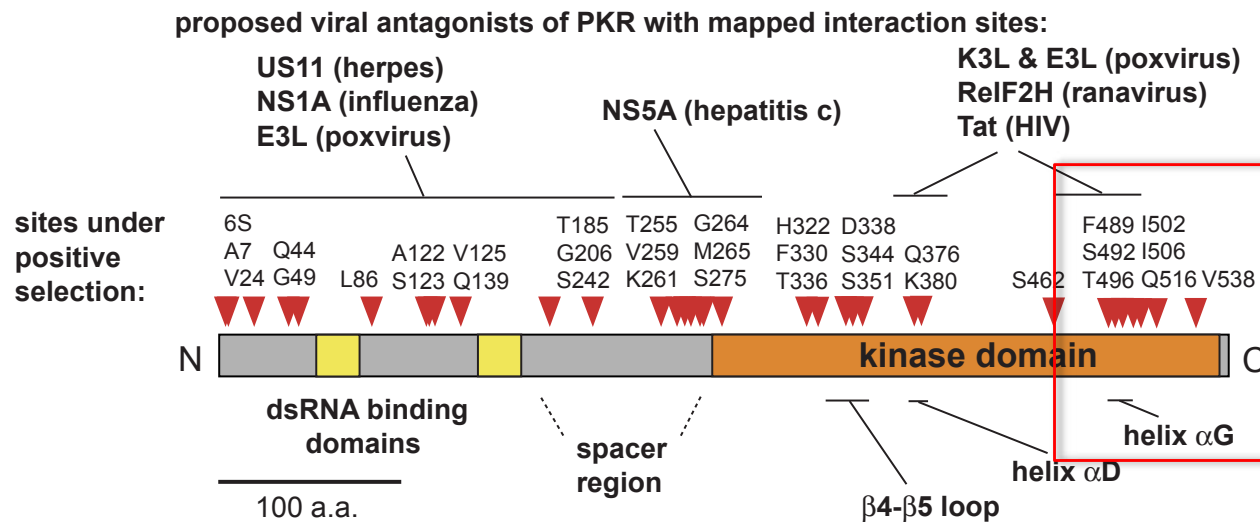 proposed viral antagonists of PKR with mapped interaction sites:
US11 (herpes)
NS1A (influenza)
E3L (poxvirus)
NS5A (hepatitis c)
K3L & E3L (poxvirus)
RelF2H (ranavirus)
Tat (HIV)
sites under
positive
selection:
6S
A7
V24
Q44
G49
L86
A122 V125
S123 Q139
T185
G206
S242
T255 G264
V259 M265
K261 S275
H322 D338
F330 S344 Q376
T336 S351 K380
S462
F489 I502
S492 I506
T496 Q516 V538
N
kinase domain
C
dsRNA binding
domains
spacer
region
β4-β5 loop
helix αD
helix αG
100 a.a.